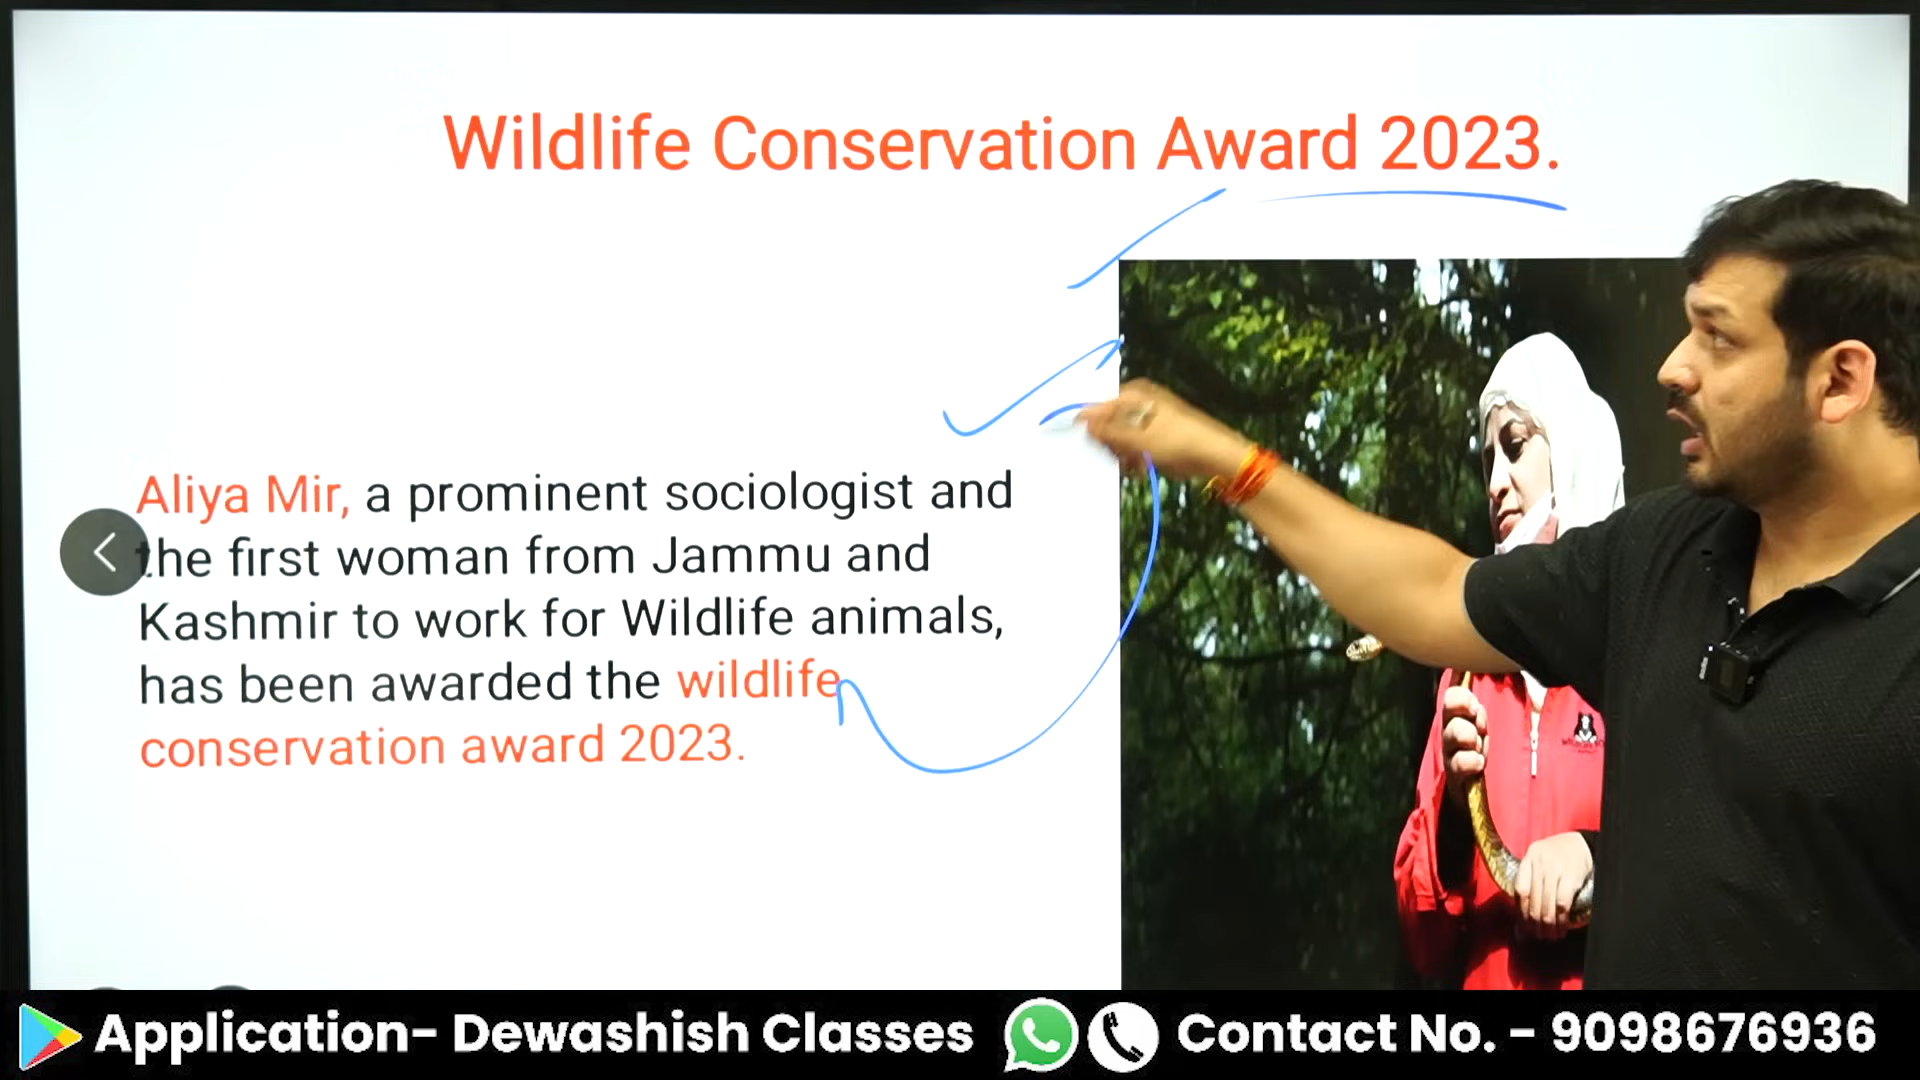 Wildlife Conservation Award 2023.
Aliya Mir, a prominent sociologist and
the first woman from Jammu and
Kashmir to work for Wildlife animals,
has been awarded the wildlife
conservation award 2023.
Application- Dewashish Classes
Contact No. - 9098676936